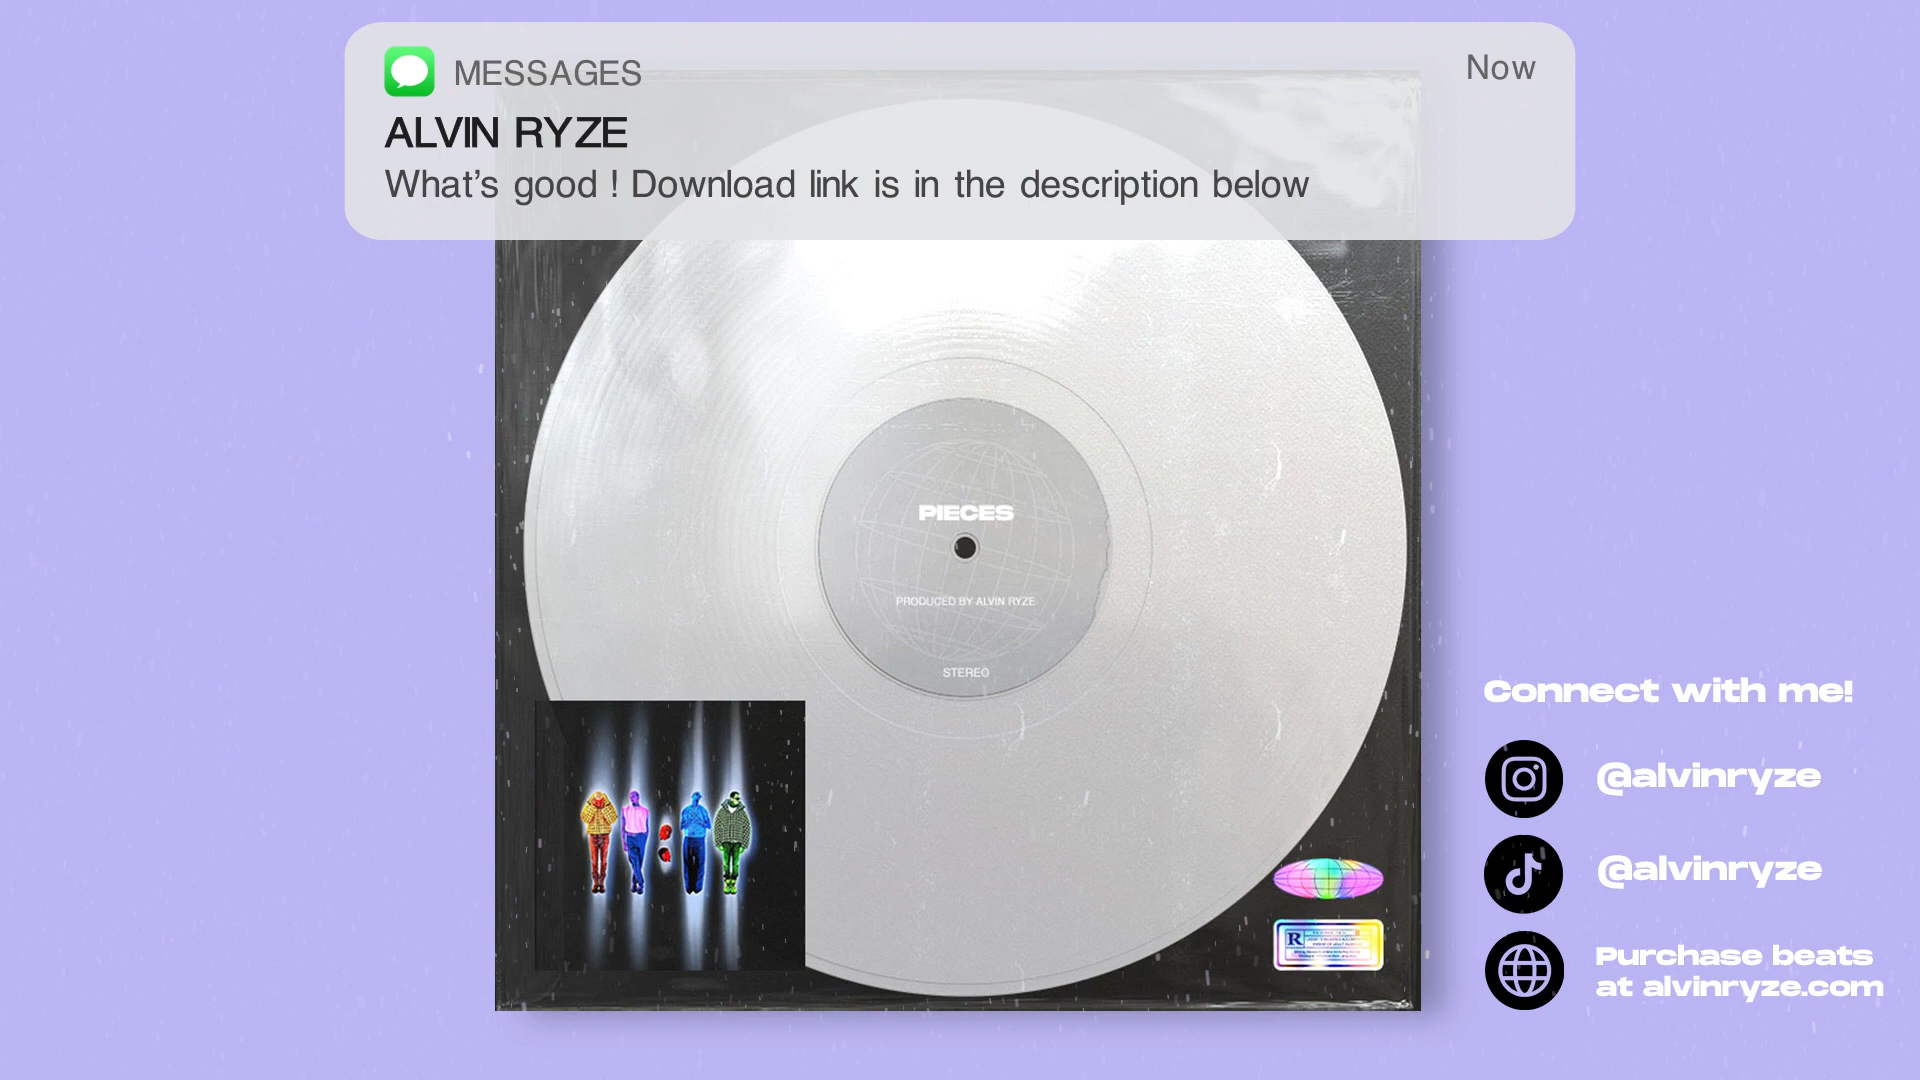 MESSAGES
Now
ALVIN RYZE
What’s good ! Download link is in the description below
PIECES
PRODUCED BY ALVIN RYZE
STEREO
Connect with me!
@alvinryze
@alvinryze
Purchase beats
at alvinryze.com
R